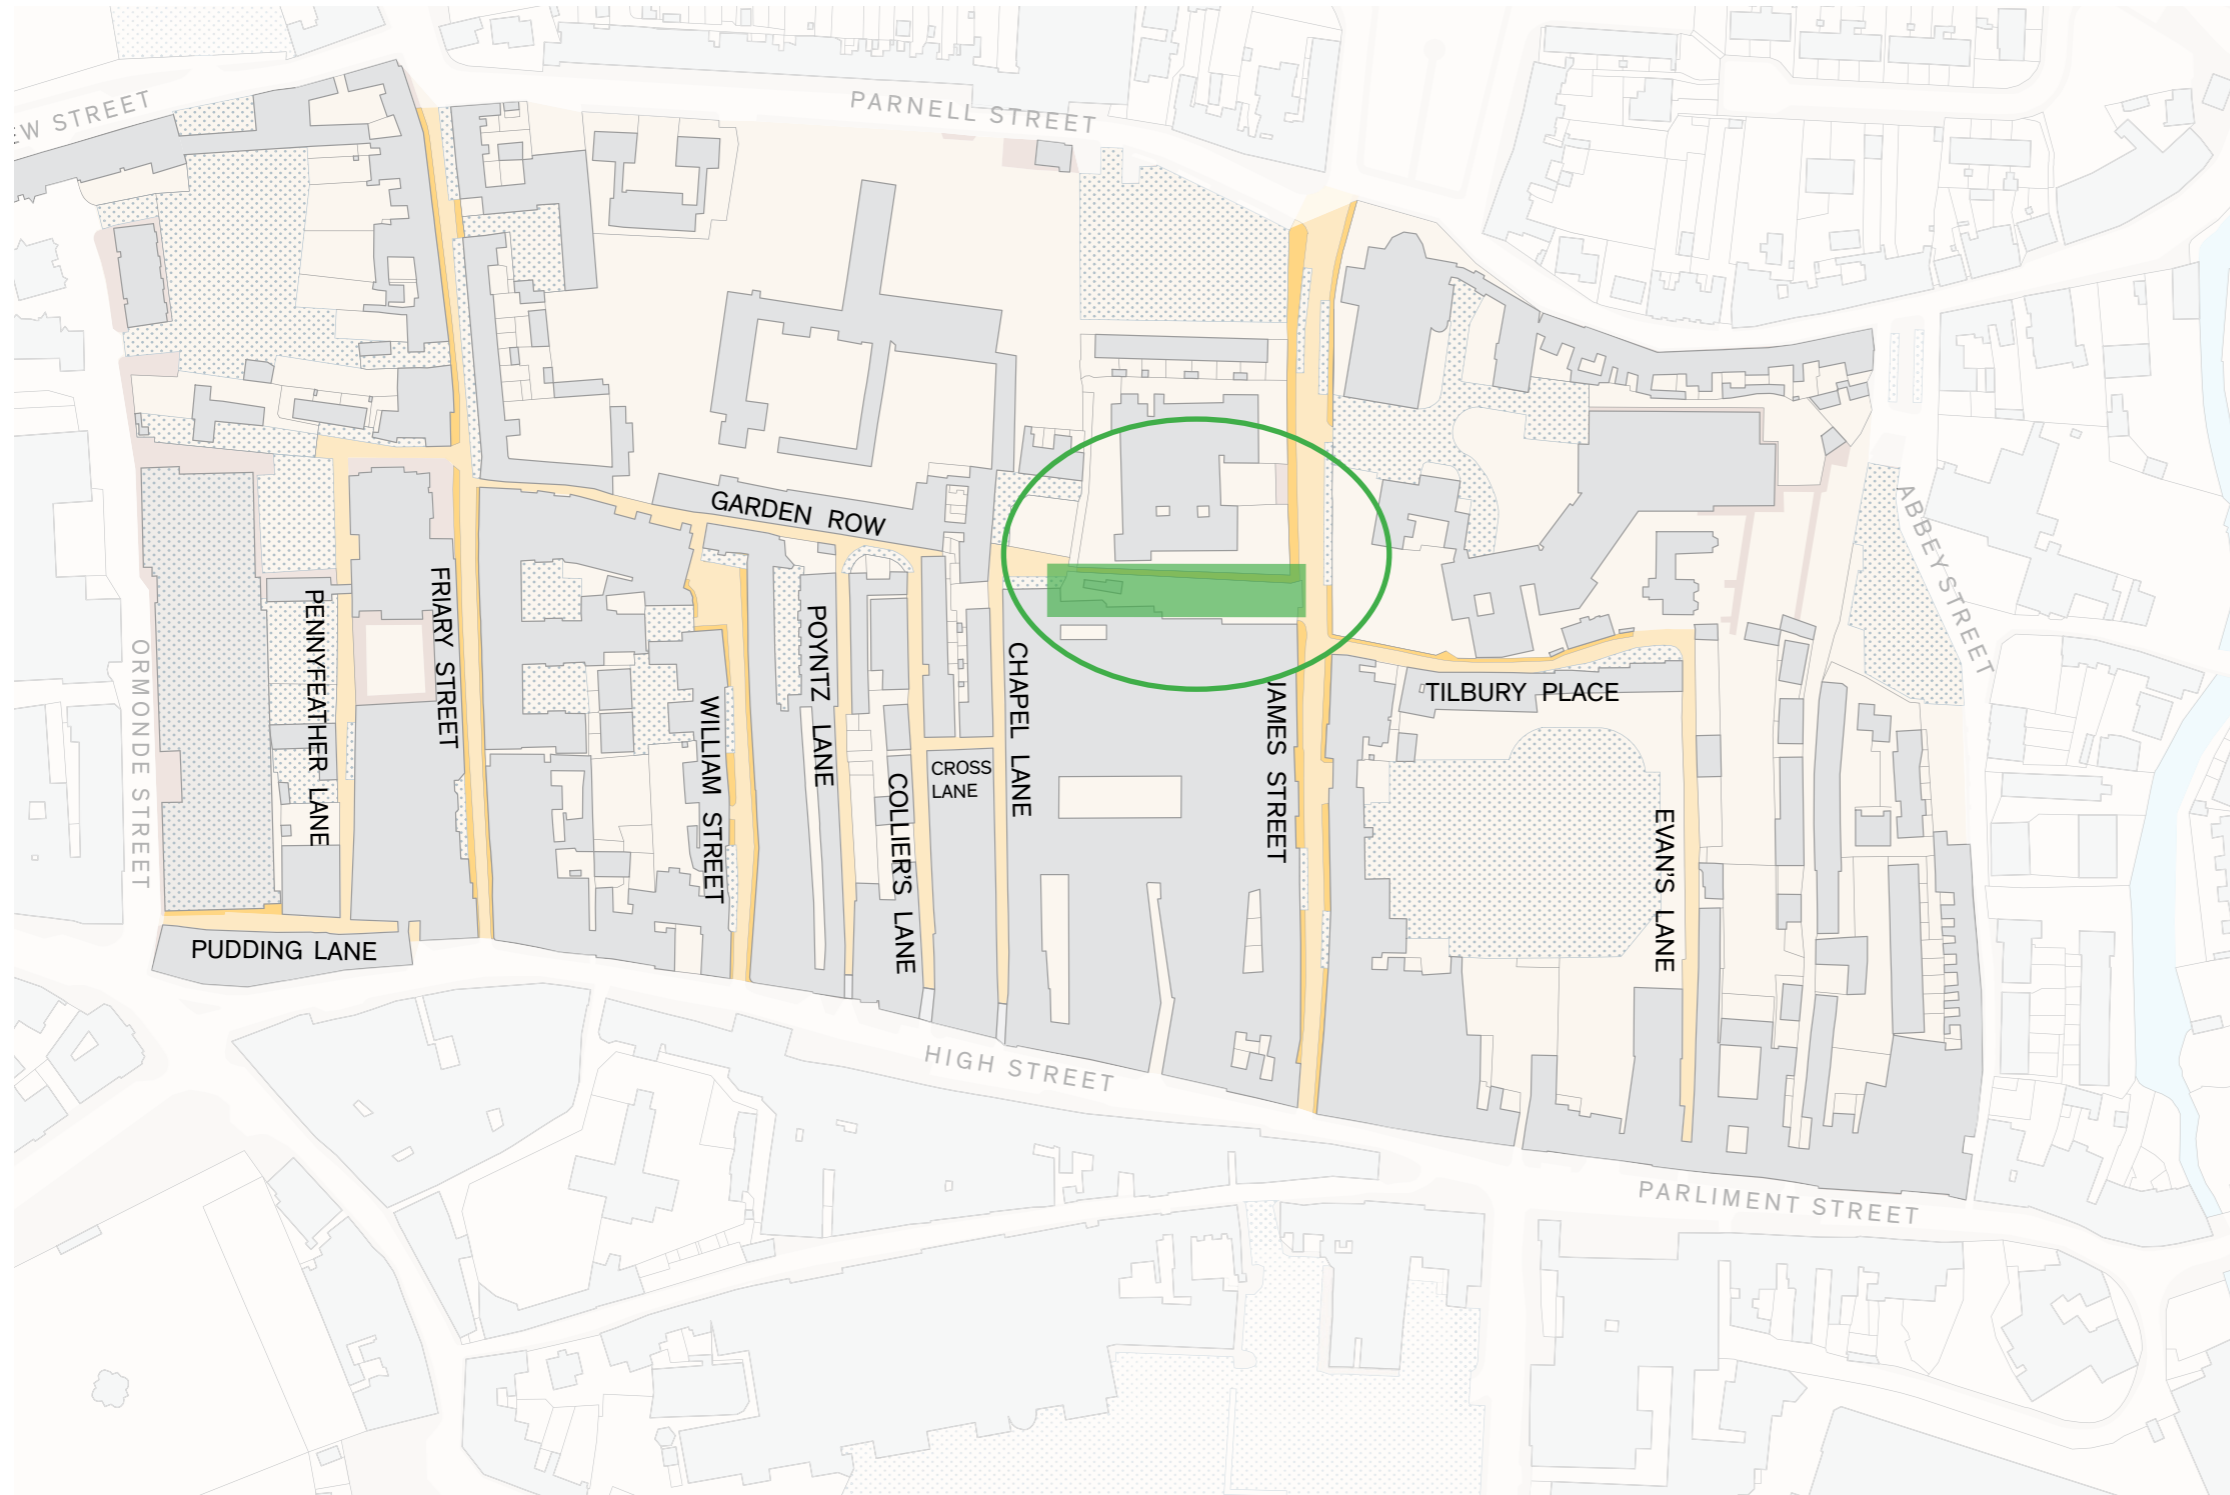 EW STREET
PARNELL STREET
GARDEN ROW
ABBEY STREET
PENNYFEATHER LANE
FRIARY STREET
ORMONDE STREET
POYNTZ LANE
CHAPEL LANE
WILLIAM STREET
JAMES STREET
TILBURY PLACE
CROSS
LANE
COLLIER'S LANE
EVAN'S LANE
PUDDING LANE
HIGH STREET
PARLIMENT STREET